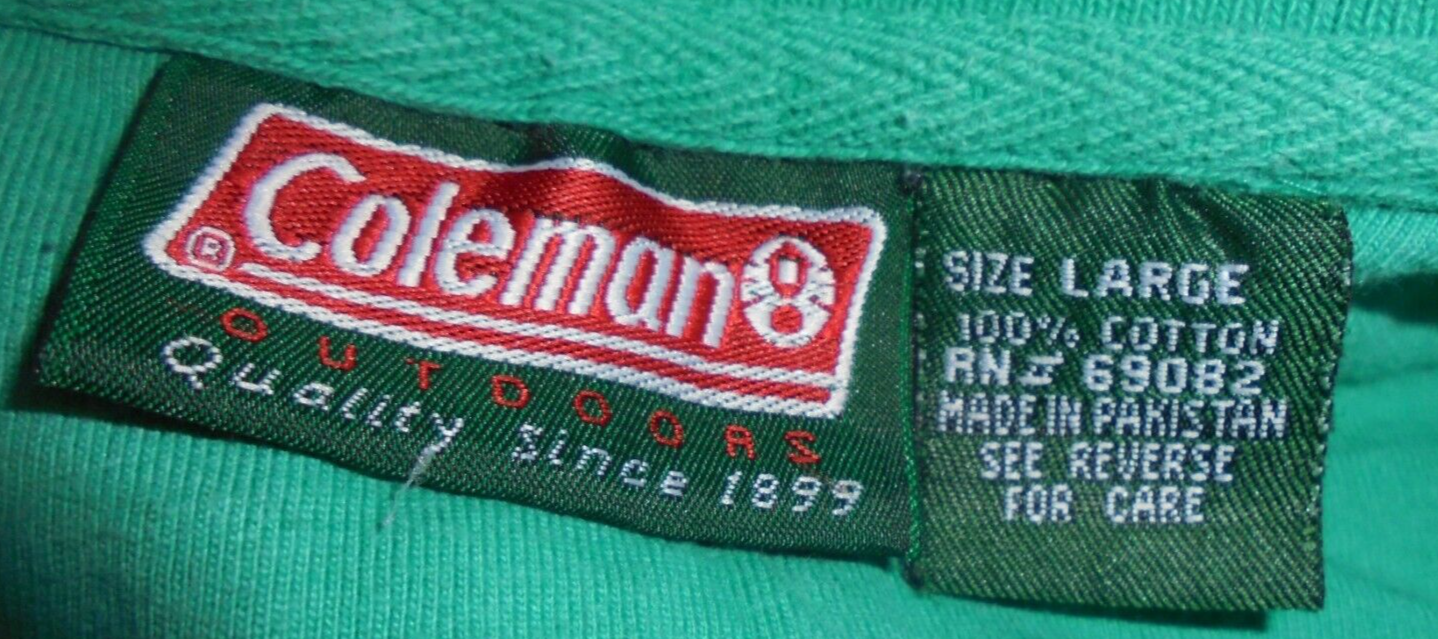 Coleman
®
OUTDOORS
Quality Since 1899
SIZE LARGE
100% COTTON
RN# 69082
MADE IN PAKISTAN
SEE REVERSE
FOR CARE